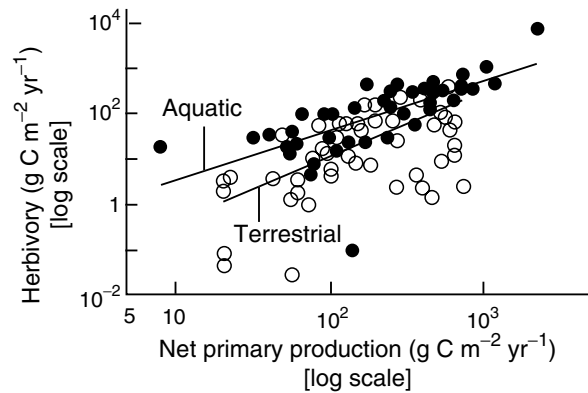 10⁴
10²
1
10⁻²
Herbivory (g C m⁻² yr⁻¹)
[log scale]
Aquatic
Terrestrial
5 10 10² 10³
Net primary production (g C m⁻² yr⁻¹)
[log scale]